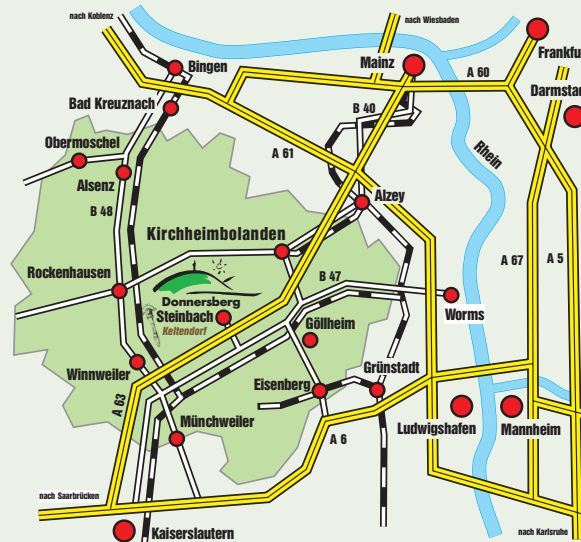 nach Koblenz
nach Wiesbaden
Bingen
Mainz
Frankfu
A 60
Darmstad
Bad Kreuznach
B 40
Obermoschel
A 61
Rhein
Alsenz
Alzey
B 48
Kirchheimbolanden
A 67
A 5
Rockenhausen
B 47
Donnersberg
Steinbach
Keltendorf
Göllheim
Worms
Winnweiler
Grünstadt
Eisenberg
A 63
Münchweiler
A 6
Ludwigshafen
Mannheim
nach Saarbrücken
Kaiserslautern
nach Karlsruhe